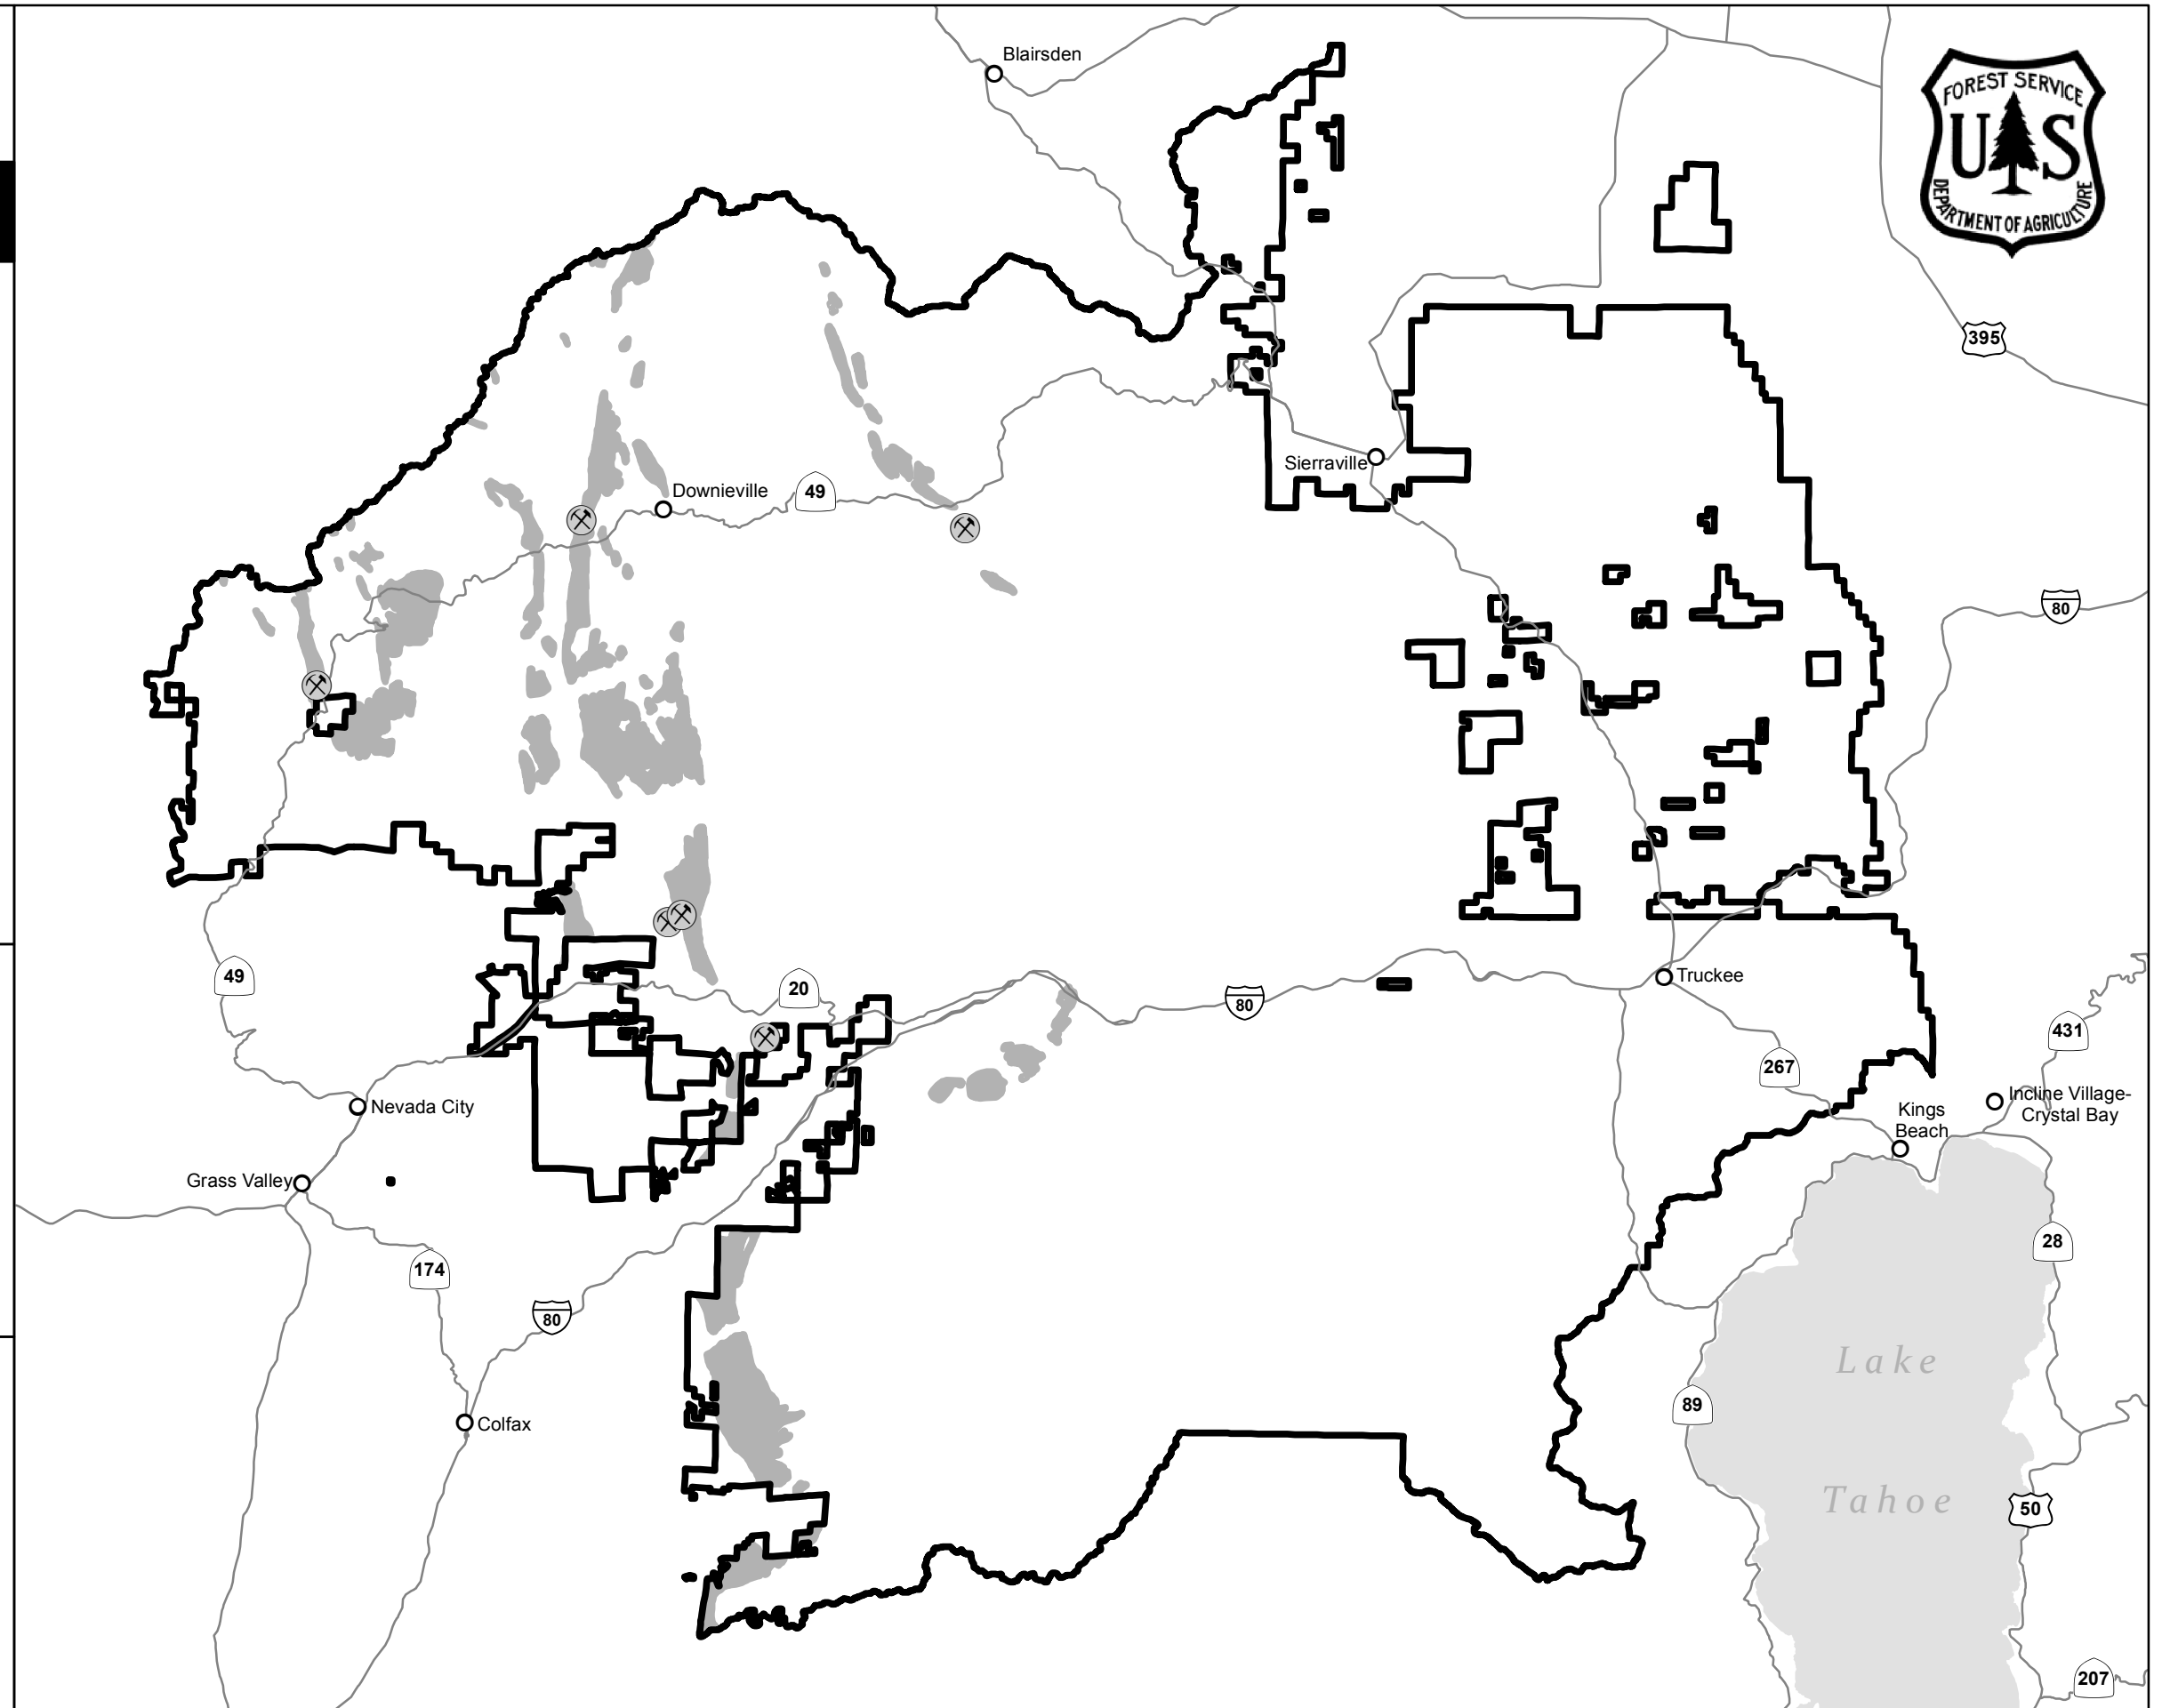 Blairsden
FOREST SERVICE
U S
DEPARTMENT OF AGRICULTURE
395
Sierraville
Downieville
49
80
49
20
80
Truckee
431
267
Nevada City
Incline Village-
Crystal Bay
Kings
Beach
Grass Valley
174
28
80
Lake
89
Colfax
Tahoe
50
207